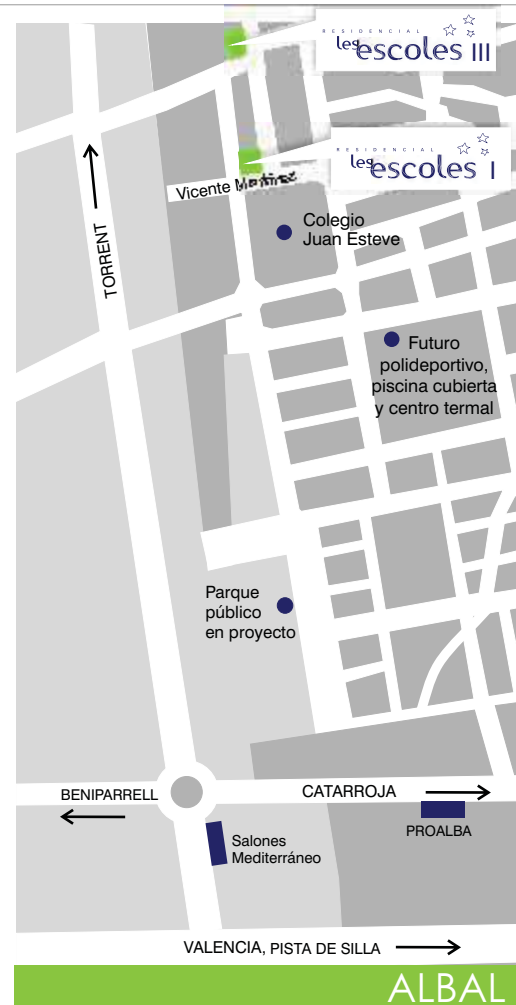 RESIDENCIAL
les escoles III
RESIDENCIAL
les escoles I
Vicente Martínez
Colegio
Juan Esteve
TORRENT
Futuro
polideportivo,
piscina cubierta
y centro termal
Parque
público
en proyecto
BENIPARRELL
CATARROJA
PROALBA
Salones
Mediterráneo
VALENCIA, PISTA DE SILLA
ALBAL